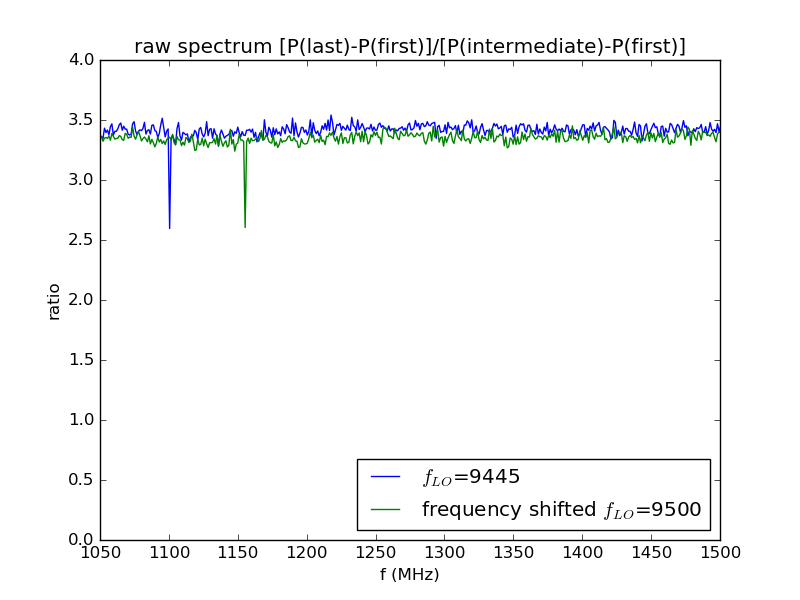 raw spectrum [P(last)-P(first)]/[P(intermediate)-P(first)]
4.0
3.5
3.0
2.5
2.0
1.5
1.0
0.5
0.0
ratio
f_{LO}=9445
frequency shifted f_{LO}=9500
1050 1100 1150 1200 1250 1300 1350 1400 1450 1500
f (MHz)